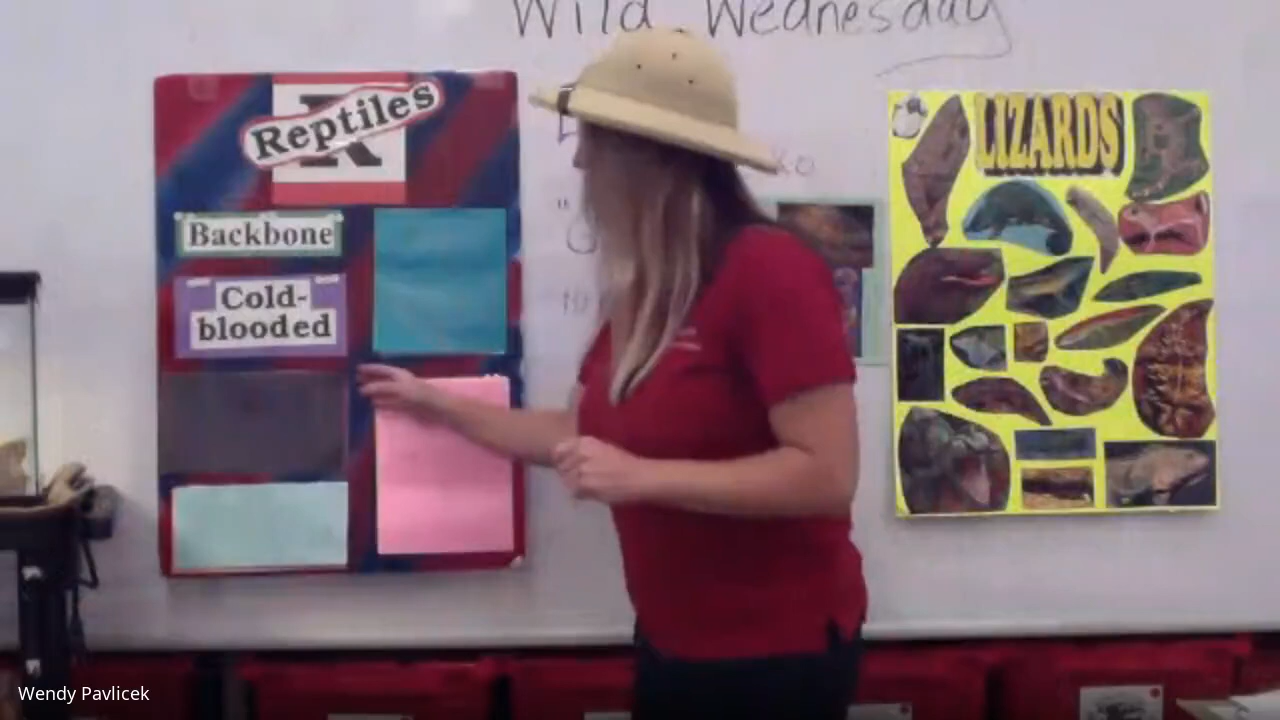 Wild Wednesday
R
Reptiles
Backbone
Cold-
blooded
LIZARDS
Wendy Pavlicek